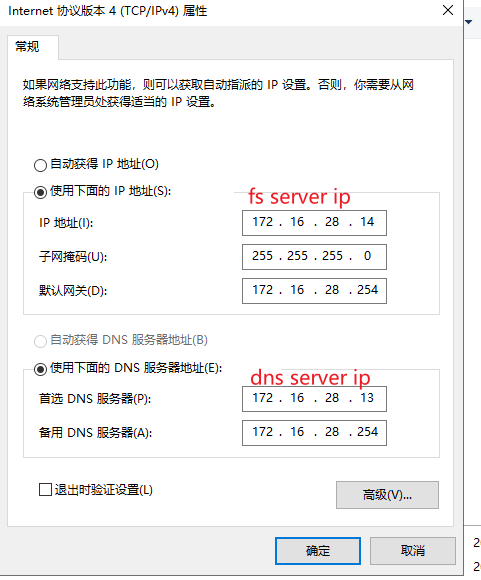 Internet 协议版本 4 (TCP/IPv4) 属性
常规
如果网络支持此功能，则可以获取自动指派的 IP 设置。否则，你需要从网
络系统管理员处获得适当的 IP 设置。
自动获得 IP 地址(O)
使用下面的 IP 地址(S):
fs server ip
IP 地址(I): 172 . 16 . 28 . 14
子网掩码(U): 255 . 255 . 255 . 0
默认网关(D): 172 . 16 . 28 . 254
自动获得 DNS 服务器地址(B)
使用下面的 DNS 服务器地址(E):
dns server ip
首选 DNS 服务器(P): 172 . 16 . 28 . 13
备用 DNS 服务器(A): 172 . 16 . 28 . 254
退出时验证设置(L)
高级(V)...
确定 取消